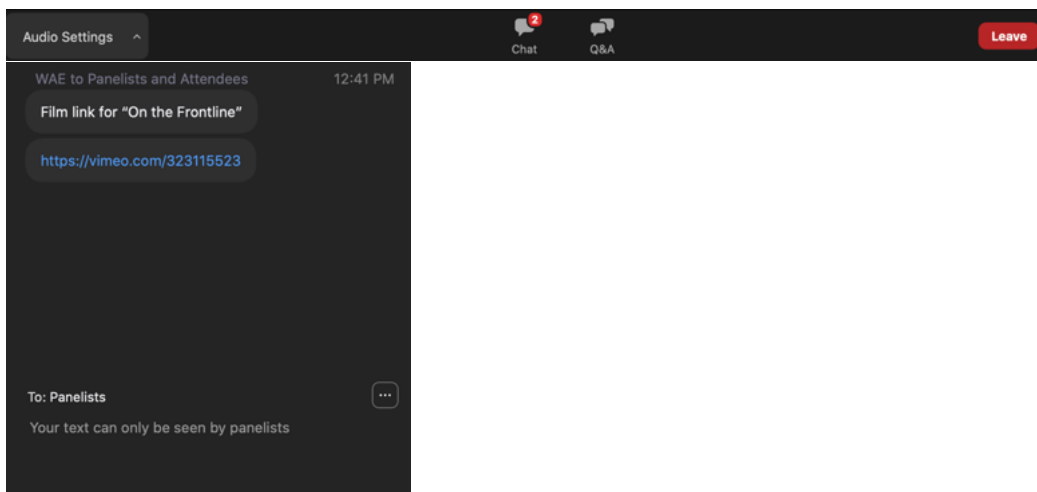 Audio Settings
2
Chat
Q&A
Leave
WAE to Panelists and Attendees 12:41 PM
Film link for “On the Frontline”
https://vimeo.com/323115523
To: Panelists
Your text can only be seen by panelists